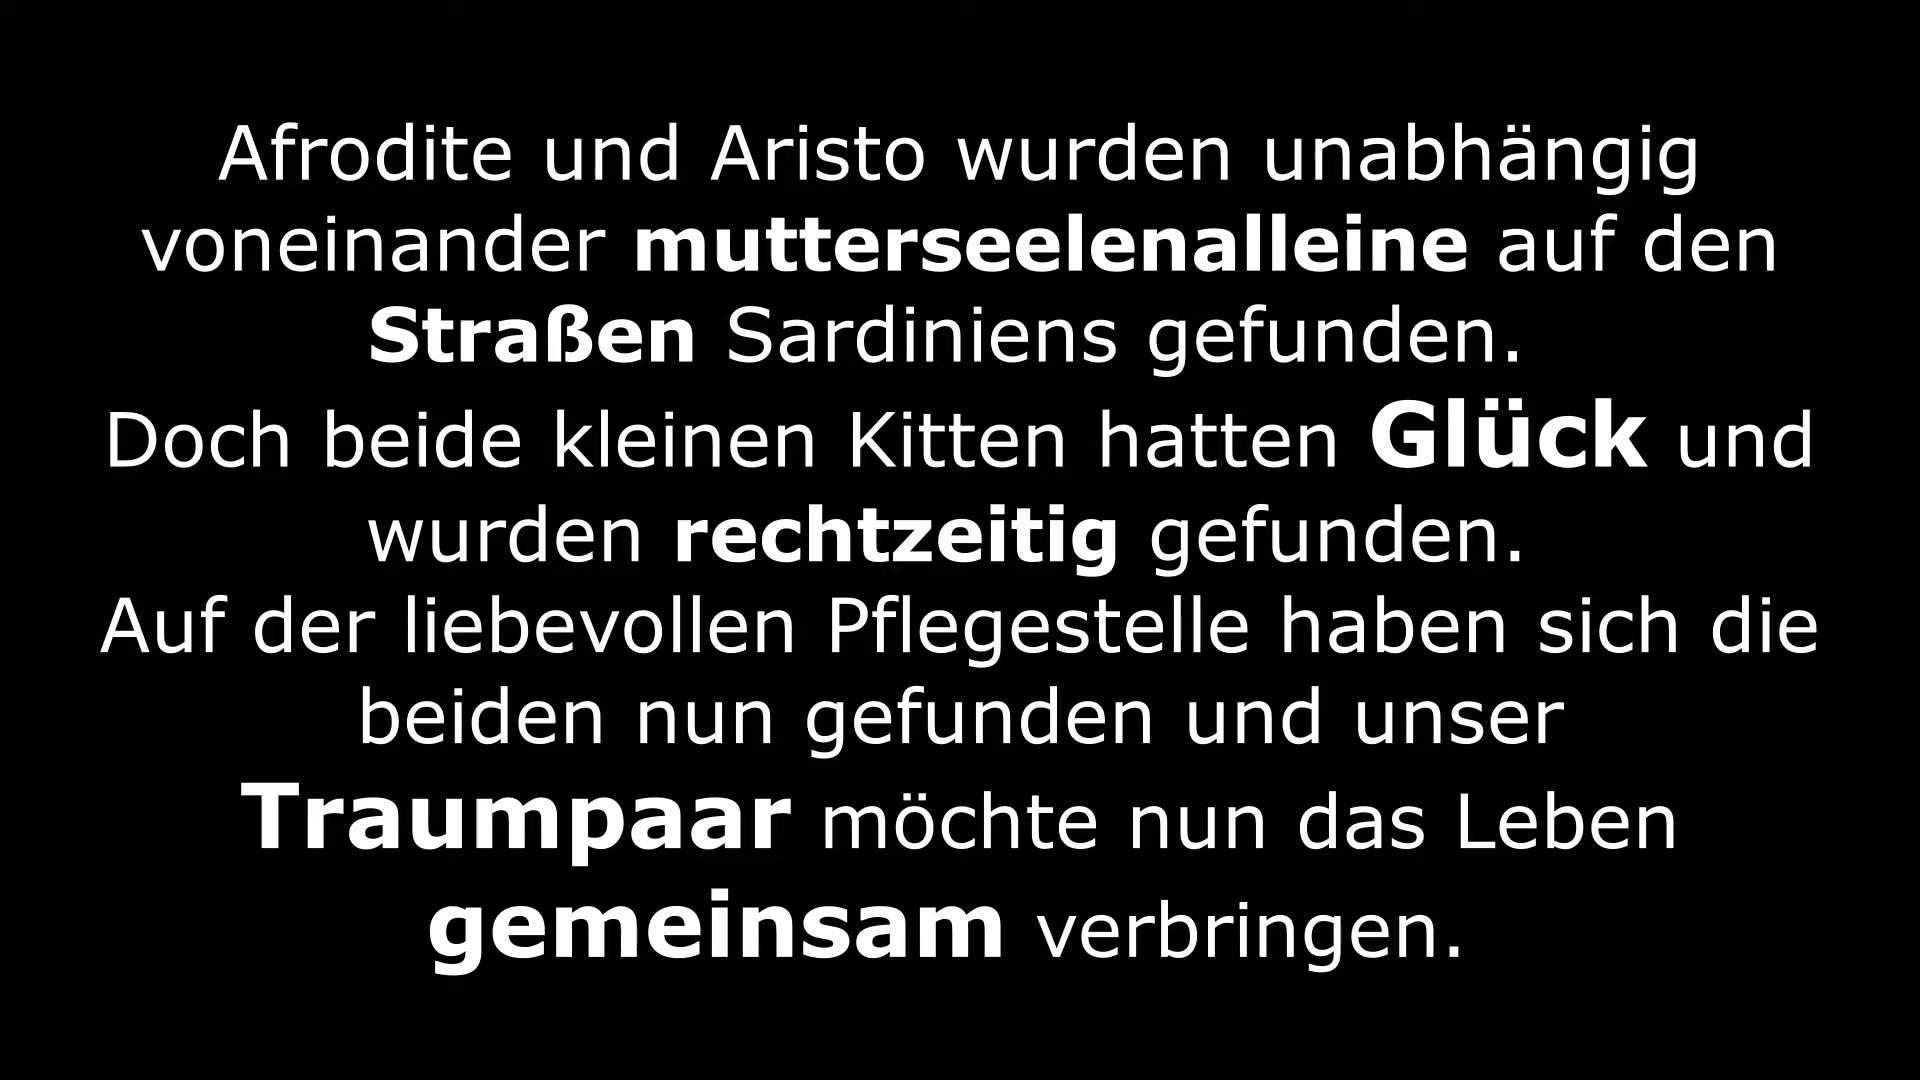 Afrodite und Aristo wurden unabhängig
voneinander mutterseelenalleine auf den
Straßen Sardiniens gefunden.
Doch beide kleinen Kitten hatten Glück und
wurden rechtzeitig gefunden.
Auf der liebevollen Pflegestelle haben sich die
beiden nun gefunden und unser
Traumpaar möchte nun das Leben
gemeinsam verbringen.